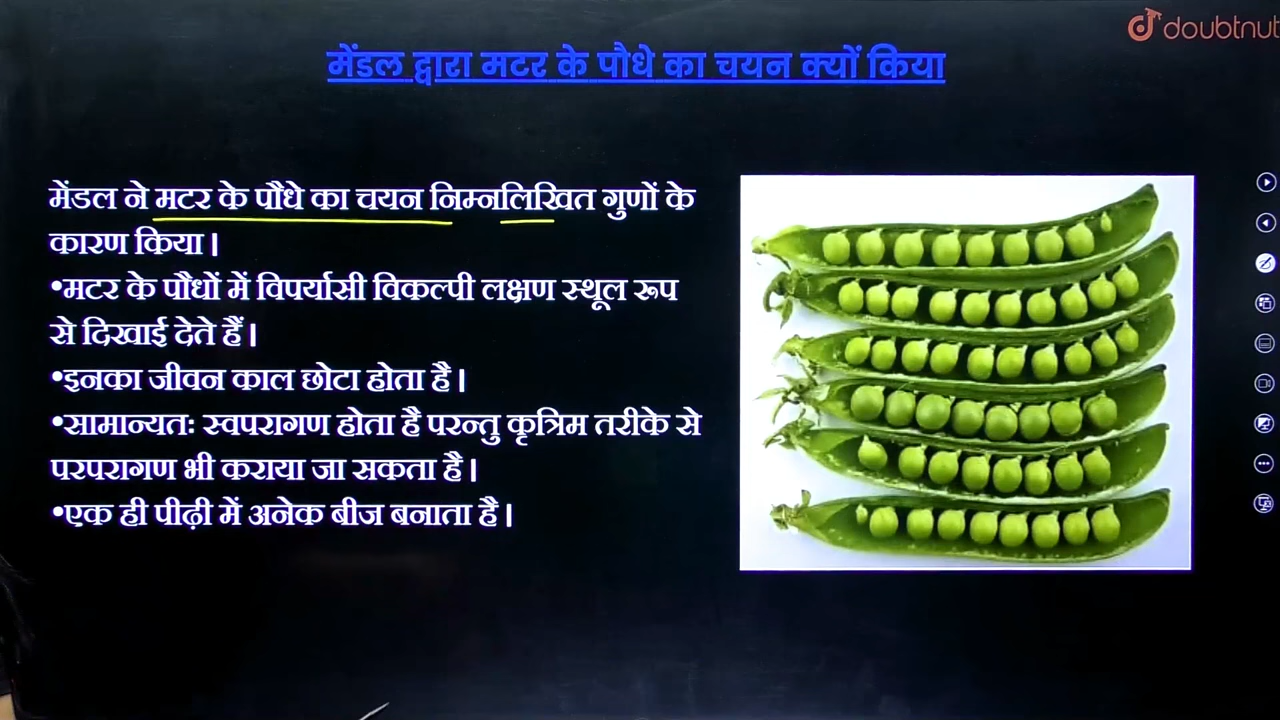 doubtnut
मेंडल द्वारा मटर के पौधे का चयन क्यों किया
मेंडल ने मटर के पौधे का चयन निम्नलिखित गुणों के
कारण किया।
•मटर के पौधों में विपर्यासी विकल्पी लक्षण स्थूल रूप
से दिखाई देते हैं।
•इनका जीवन काल छोटा होता है।
•सामान्यतः स्वपरागण होता है परन्तु कृत्रिम तरीके से
परपरागण भी कराया जा सकता है।
•एक ही पीढ़ी में अनेक बीज बनाता है।